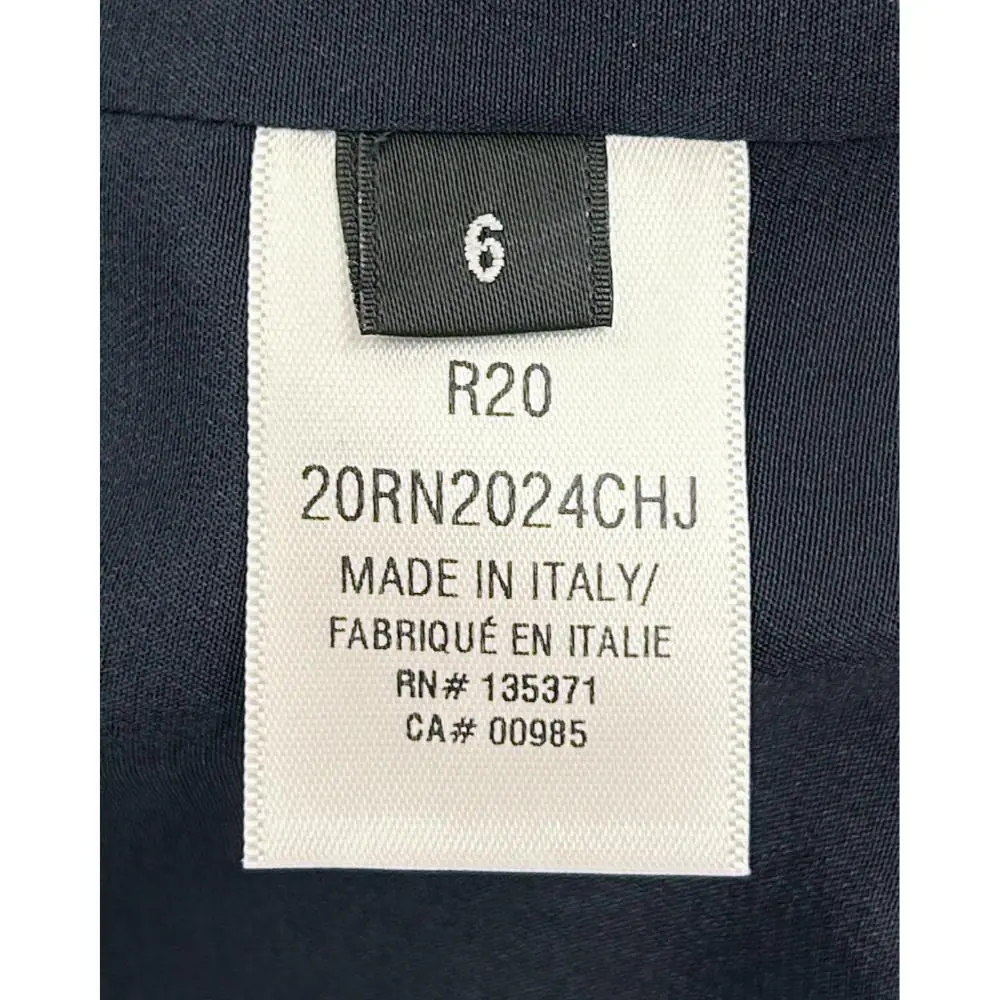 6
R20
20RN2024CHJ
MADE IN ITALY/
FABRIQUÉ EN ITALIE
RN# 135371
CA# 00985